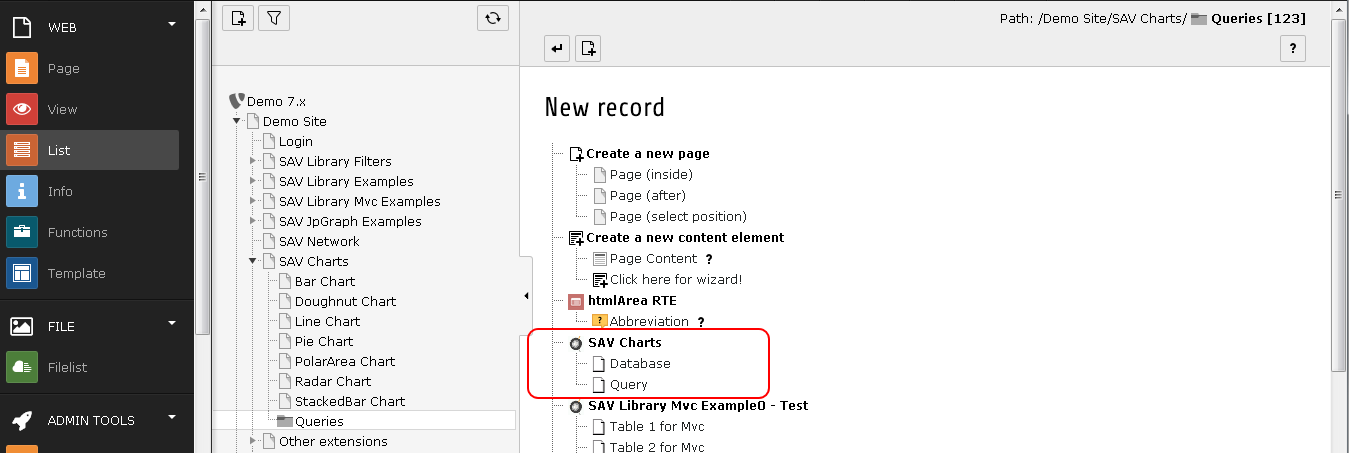 WEB
Page
View
List
Info
Functions
Template
FILE
Filelist
ADMIN TOOLS
Demo 7.x
Demo Site
Login
SAV Library Filters
SAV Library Examples
SAV Library Mvc Examples
SAV JpGraph Examples
SAV Network
SAV Charts
Bar Chart
Doughnut Chart
Line Chart
Pie Chart
PolarArea Chart
Radar Chart
StackedBar Chart
Queries
Other extensions
Path: /Demo Site/SAV Charts/ Queries [123]
?
New record
Create a new page
Page (inside)
Page (after)
Page (select position)
Create a new content element
Page Content ?
Click here for wizard!
htmlArea RTE
? Abbreviation ?
SAV Charts
Database
Query
SAV Library Mvc Example0 - Test
Table 1 for Mvc
Table 2 for Mvc